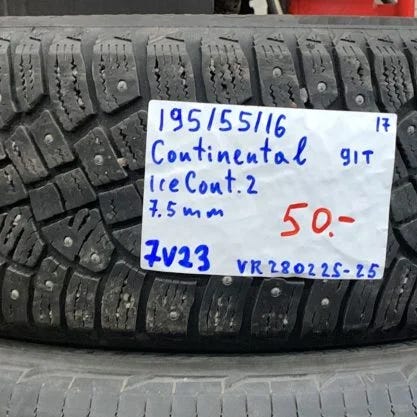 195/55/16 17
Continental 91T
IceCont.2
7.5mm
50.-
7V23 VR280225-25